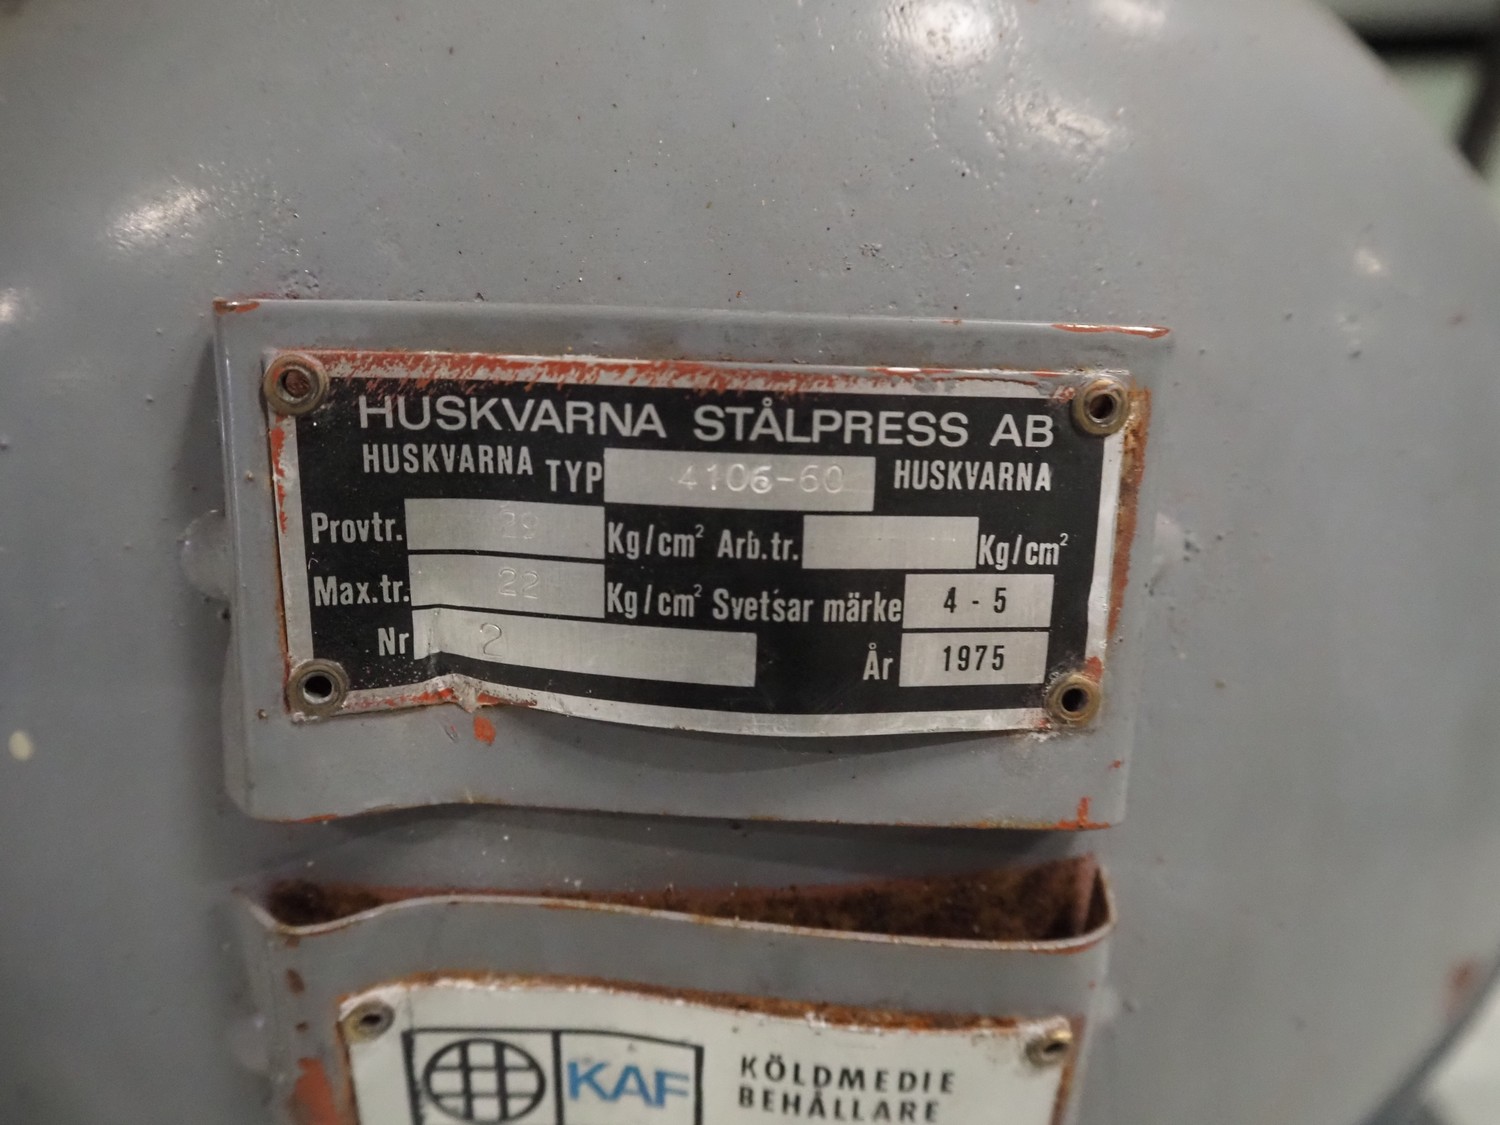 HUSKVARNA STÅLPRESS AB
HUSKVARNA TYP 4106-60 HUSKVARNA
Provtr. 29 Kg/cm² Arb.tr. Kg/cm²
Max.tr. 22 Kg/cm² Svetsar märke 4 - 5
Nr 2 År 1975
KAF KÖLDMEDIE
BEHÅLLARE